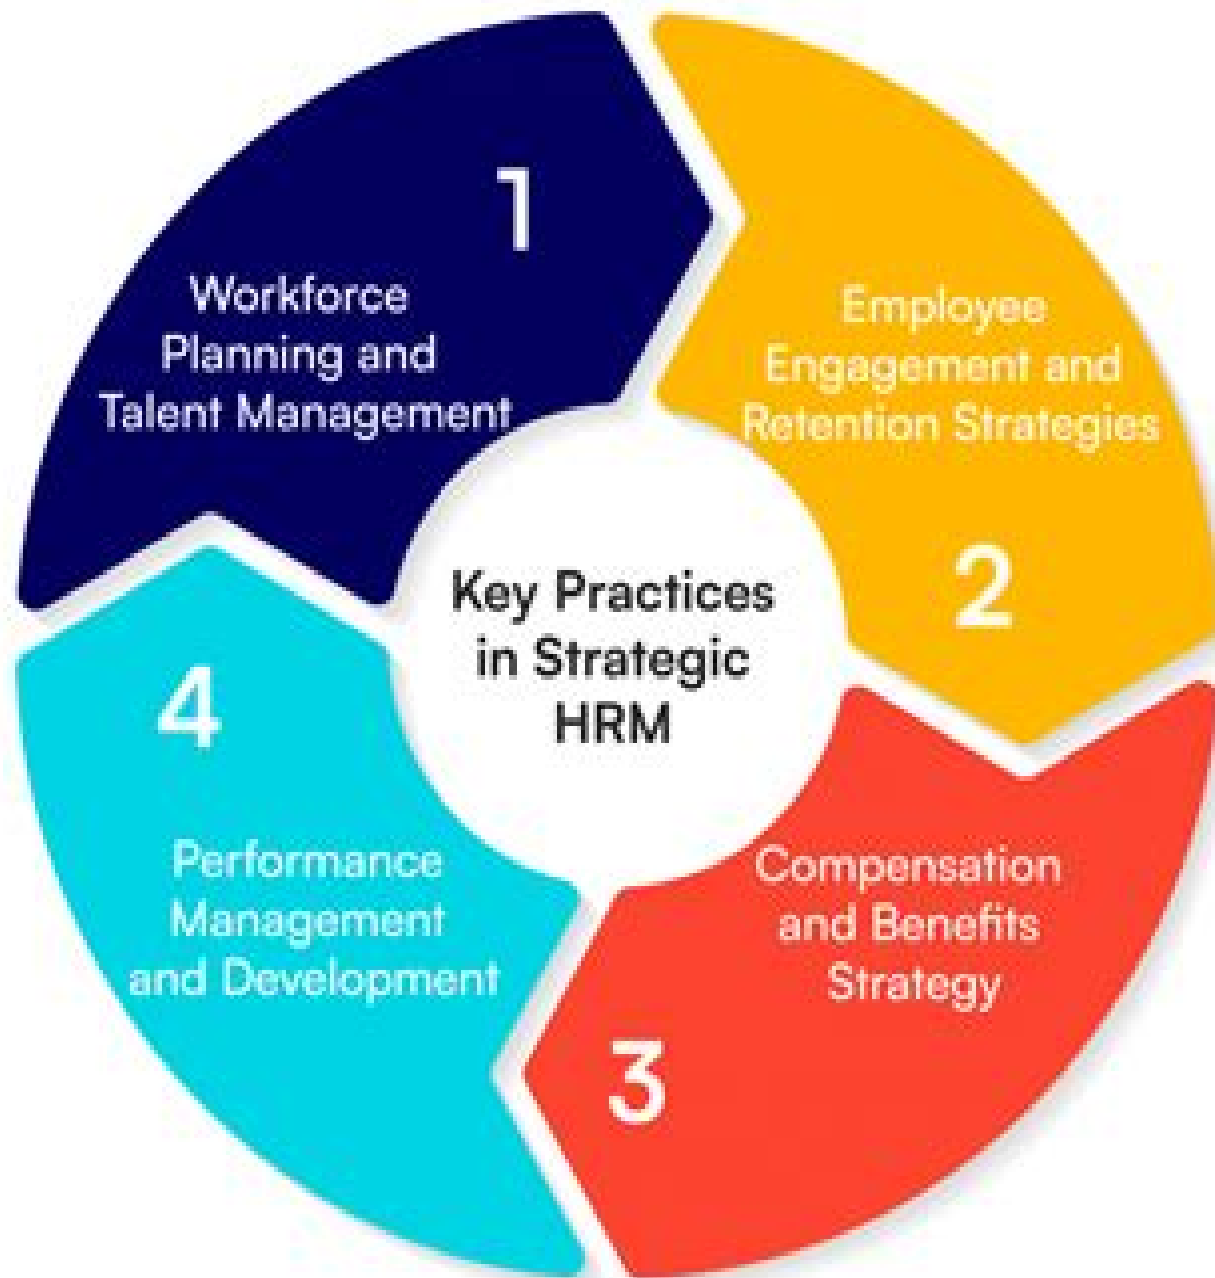 1
Workforce
Planning and
Talent Management
Employee
Engagement and
Retention Strategies
2
Key Practices
in Strategic
HRM
Compensation
and Benefits
Strategy
3
4
Performance
Management
and Development